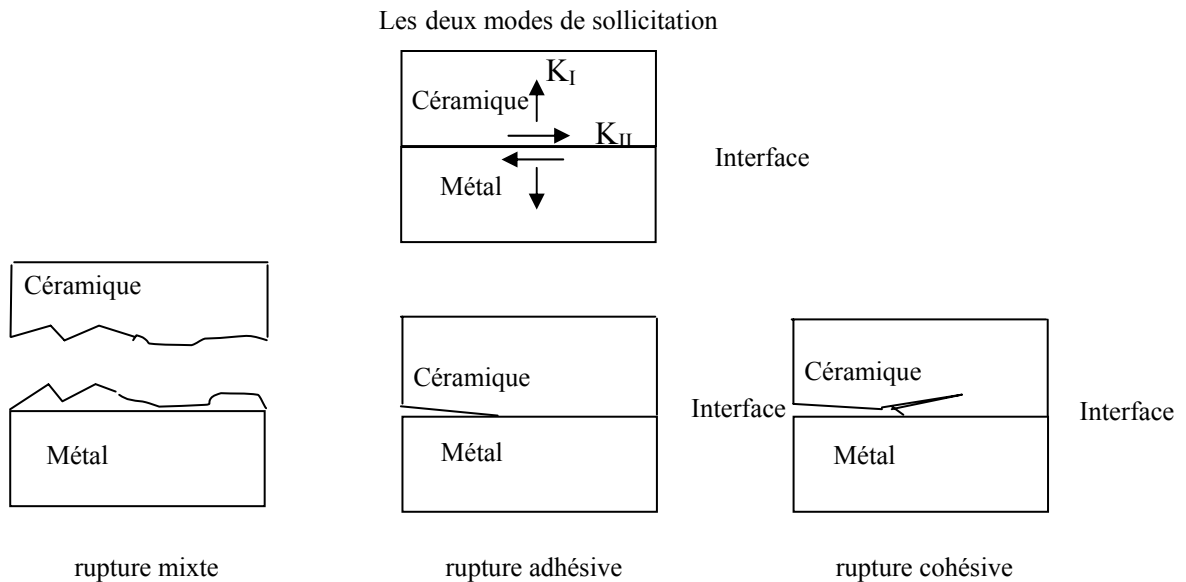 Les deux modes de sollicitation
K_I
Céramique
K_II
Interface
Métal
Céramique
Métal
rupture mixte
Céramique
Interface
Métal
rupture adhésive
Céramique
Interface
Métal
rupture cohésive